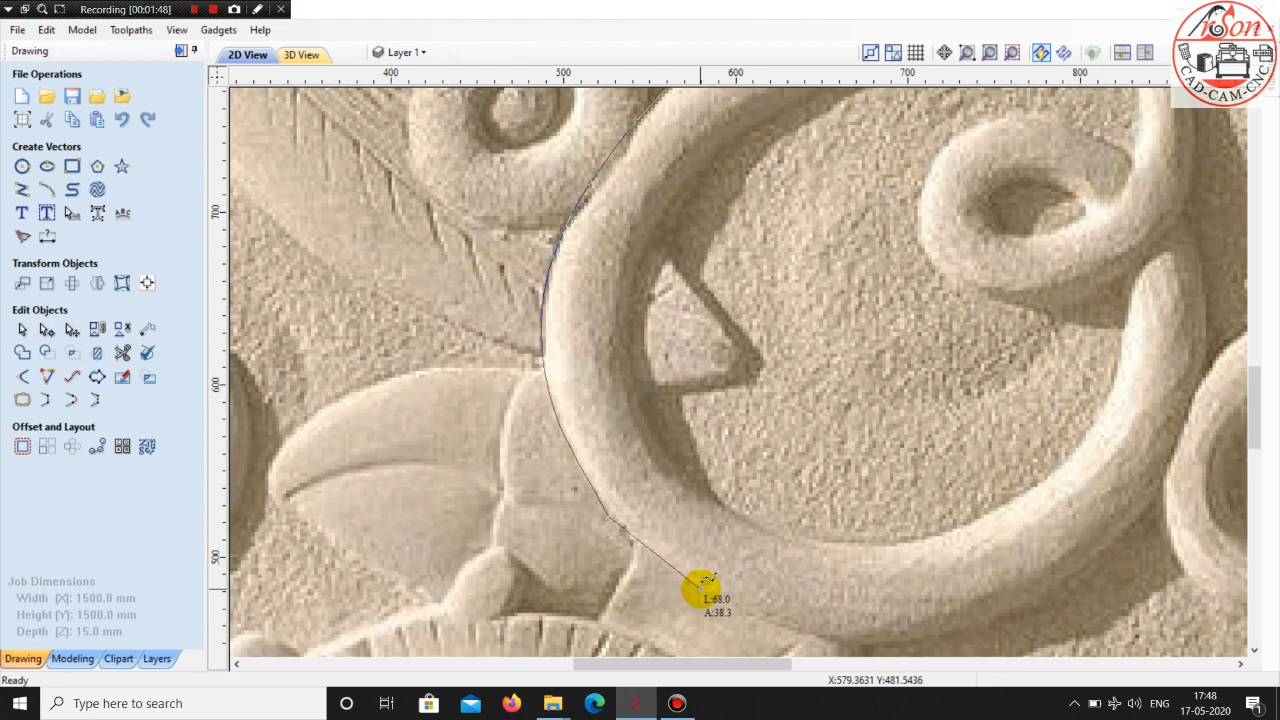 Recording [00:01:48]
File Edit Model Toolpaths View Gadgets Help
Drawing
2D View 3D View Layer 1
rSon
CAD-CAM-CNC
File Operations
Create Vectors
Transform Objects
Edit Objects
Offset and Layout
400 500 600 700 800
700
600
500
L:68.0
A:38.3
Job Dimensions
Width (X): 1500.0 mm
Height (Y): 1500.0 mm
Depth (Z): 15.0 mm
Drawing Modeling Clipart Layers
Ready
X:579.3631 Y:481.5436
Type here to search
ENG
17:48
17-05-2020
1